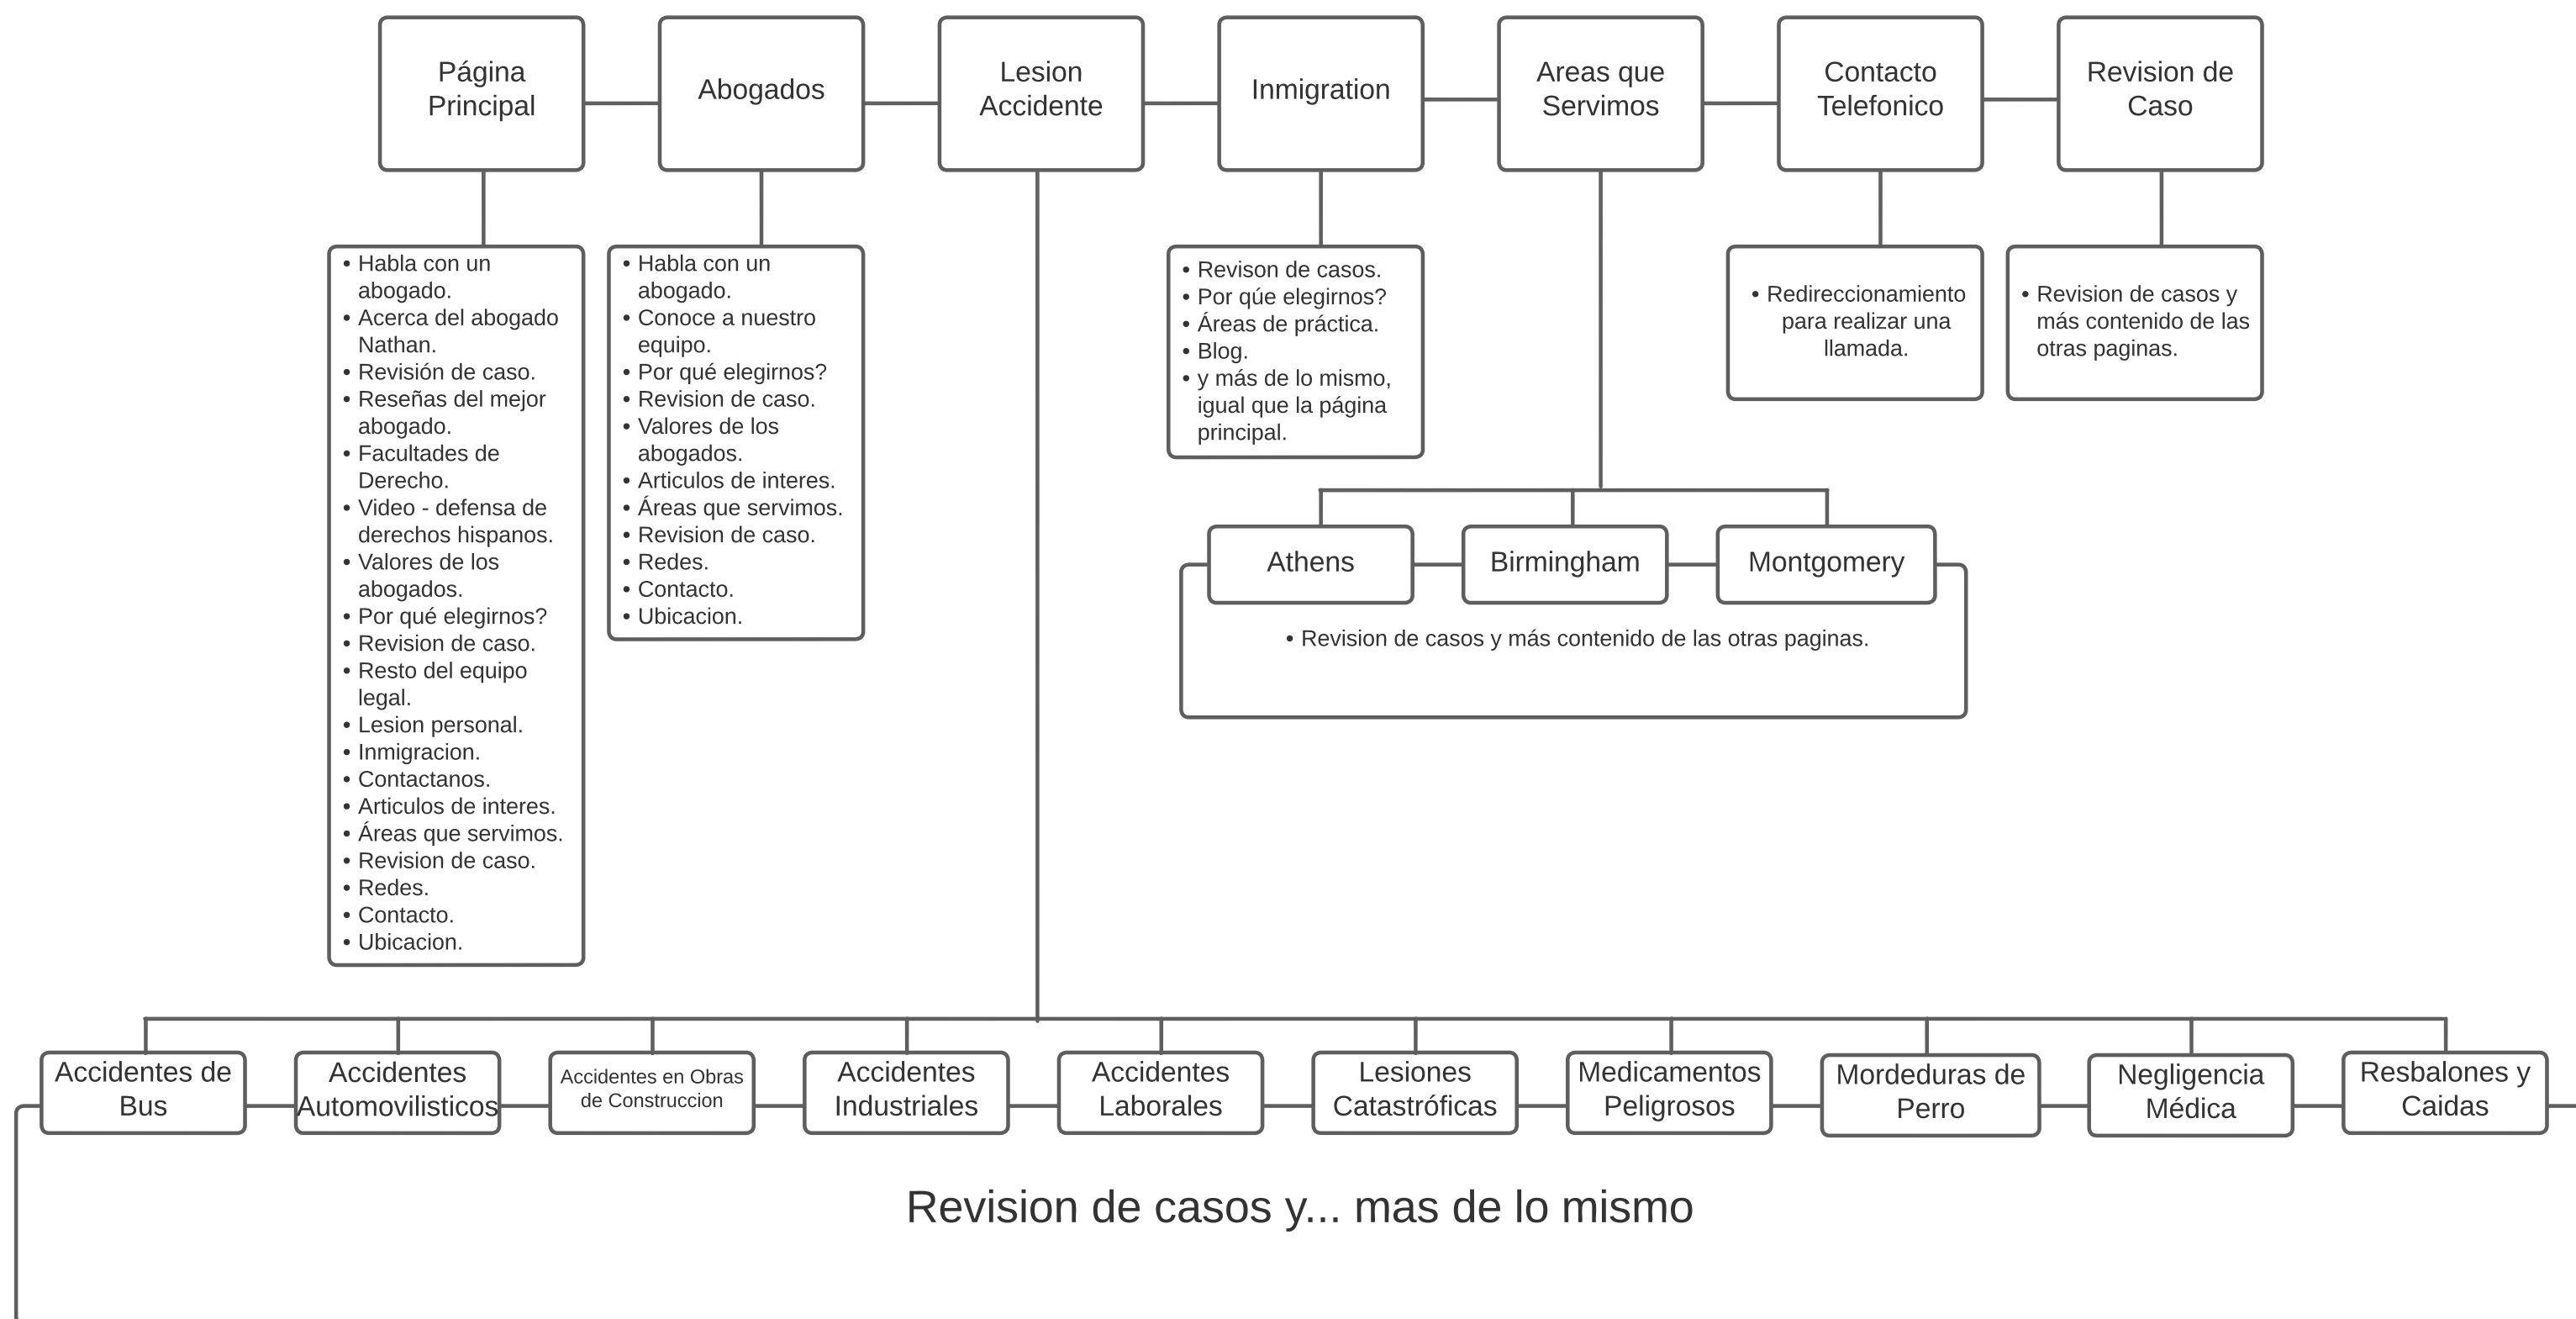 Página
Principal
Abogados
Lesion
Accidente
Inmigration
Areas que
Servimos
Contacto
Telefonico
Revision de
Caso
• Habla con un
abogado.
• Acerca del abogado
Nathan.
• Revisión de caso.
• Reseñas del mejor
abogado.
• Facultades de
Derecho.
• Video - defensa de
derechos hispanos.
• Valores de los
abogados.
• Por qué elegirnos?
• Revision de caso.
• Resto del equipo
legal.
• Lesion personal.
• Inmigracion.
• Contactanos.
• Articulos de interes.
• Áreas que servimos.
• Revision de caso.
• Redes.
• Contacto.
• Ubicacion.
• Habla con un
abogado.
• Conoce a nuestro
equipo.
• Por qué elegirnos?
• Revision de caso.
• Valores de los
abogados.
• Articulos de interes.
• Áreas que servimos.
• Revision de caso.
• Redes.
• Contacto.
• Ubicacion.
• Revison de casos.
• Por qúe elegirnos?
• Áreas de práctica.
• Blog.
• y más de lo mismo,
igual que la página
principal.
• Redireccionamiento
para realizar una
llamada.
• Revision de casos y
más contenido de las
otras paginas.
Athens
Birmingham
Montgomery
• Revision de casos y más contenido de las otras paginas.
Accidentes de
Bus
Accidentes
Automovilisticos
Accidentes en Obras
de Construccion
Accidentes
Industriales
Accidentes
Laborales
Lesiones
Catastróficas
Medicamentos
Peligrosos
Mordeduras de
Perro
Negligencia
Médica
Resbalones y
Caidas
Revision de casos y... mas de lo mismo